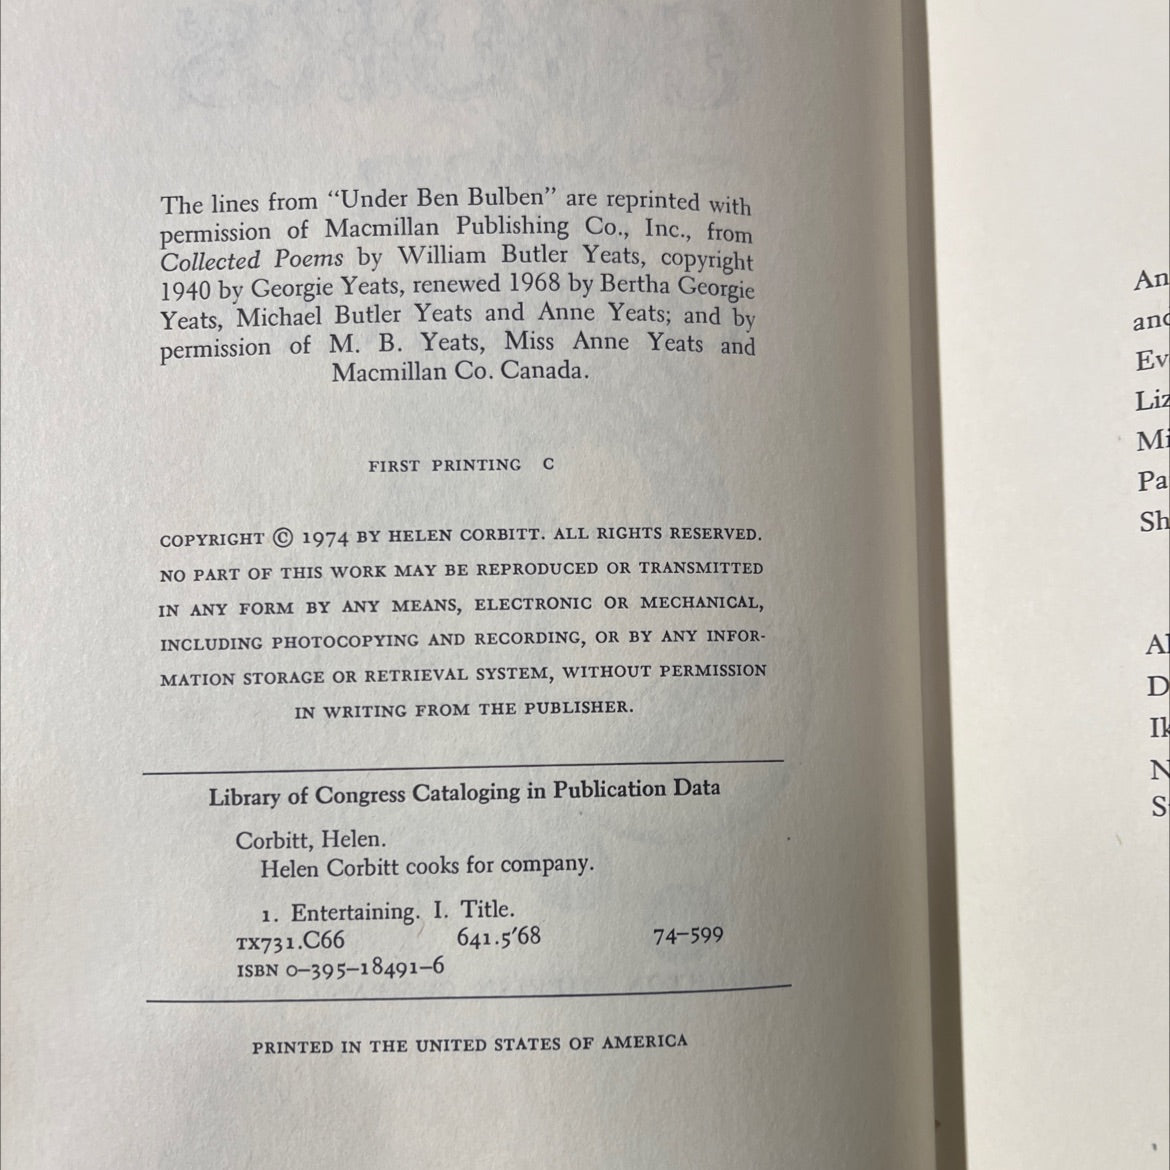 The lines from “Under Ben Bulben” are reprinted with
permission of Macmillan Publishing Co., Inc., from
Collected Poems by William Butler Yeats, copyright
1940 by Georgie Yeats, renewed 1968 by Bertha Georgie
Yeats, Michael Butler Yeats and Anne Yeats; and by
permission of M. B. Yeats, Miss Anne Yeats and
Macmillan Co. Canada.
FIRST PRINTING C
COPYRIGHT © 1974 BY HELEN CORBITT. ALL RIGHTS RESERVED.
NO PART OF THIS WORK MAY BE REPRODUCED OR TRANSMITTED
IN ANY FORM BY ANY MEANS, ELECTRONIC OR MECHANICAL,
INCLUDING PHOTOCOPYING AND RECORDING, OR BY ANY INFOR-
MATION STORAGE OR RETRIEVAL SYSTEM, WITHOUT PERMISSION
IN WRITING FROM THE PUBLISHER.
Library of Congress Cataloging in Publication Data
Corbitt, Helen.
Helen Corbitt cooks for company.
1. Entertaining. I. Title.
TX731.C66 641.5′68 74–599
ISBN 0–395–18491–6
PRINTED IN THE UNITED STATES OF AMERICA
An
and
Ev
Liz
Mi
Pa
Sh
D